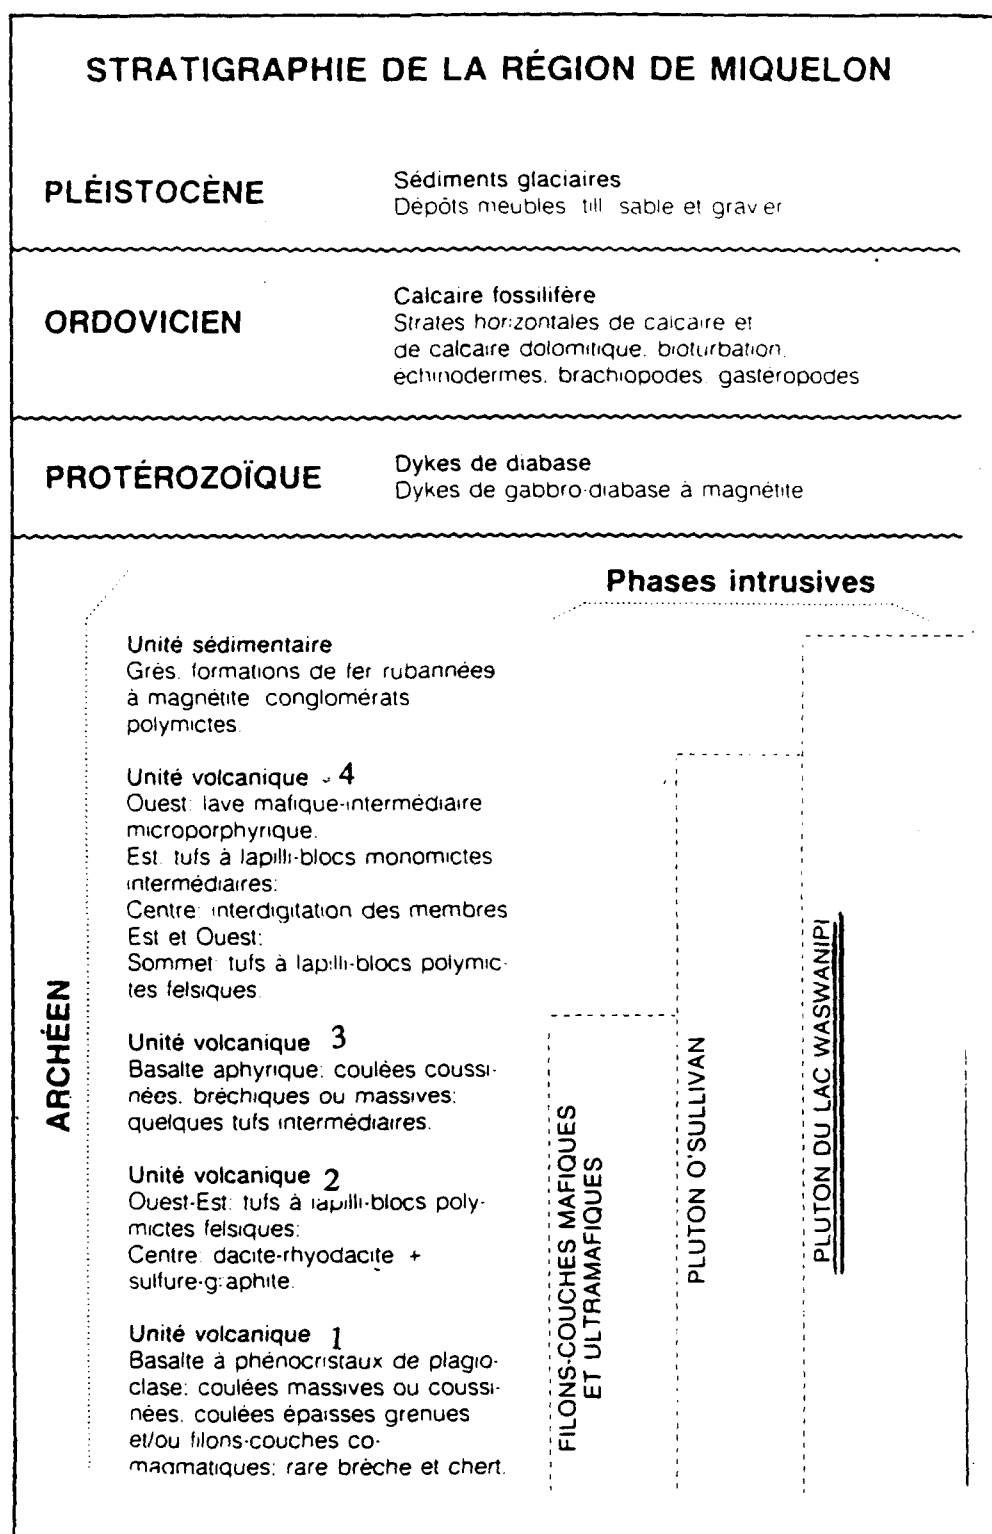 STRATIGRAPHIE DE LA RÉGION DE MIQUELON
PLÉISTOCÈNE
Sédiments glaciaires
Dépôts meubles till sable et gravier
ORDOVICIEN
Calcaire fossilifère
Strates horizontales de calcaire et
de calcaire dolomitique, bioturbation,
échinodermes, brachiopodes gastéropodes
PROTÉROZOÏQUE
Dykes de diabase
Dykes de gabbro-diabase à magnétite
ARCHÉEN
Unité sédimentaire
Grès, formations de fer rubannées
à magnétite conglomérats
polymictes.
Unité volcanique 4
Ouest: lave mafique-intermédiaire
microporphyrique.
Est: tufs à lapilli-blocs monomictes
intermédiaires:
Centre: interdigitation des membres
Est et Ouest:
Sommet: tufs à lapilli-blocs polymic-
tes felsiques.
Unité volcanique 3
Basalte aphyrique: coulées coussi-
nées, bréchiques ou massives:
quelques tufs intermédiaires.
Unité volcanique 2
Ouest-Est: tufs à lapilli-blocs poly-
mictes felsiques:
Centre: dacite-rhyodacite +
sulfure-graphite.
Unité volcanique 1
Basalte à phénocristaux de plagio-
clase: coulées massives ou coussi-
nées, coulées épaisses grenues
et/ou filons-couches co-
magmatiques: rare brèche et chert.
Phases intrusives
FILONS-COUCHES MAFIQUES
ET ULTRAMAFIQUES
PLUTON O'SULLIVAN
PLUTON DU LAC WASWANIPI